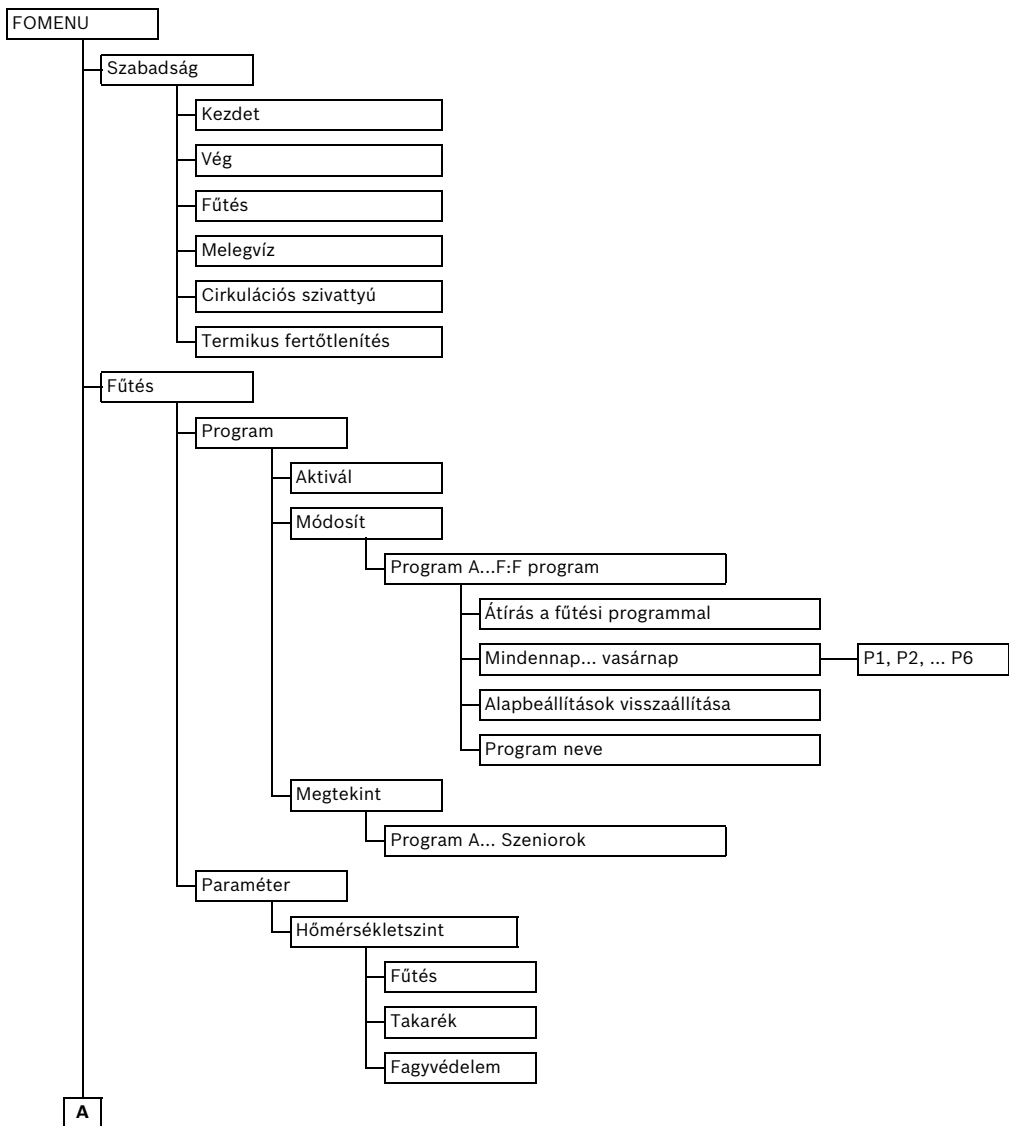 FOMENU
Szabadság
Kezdet
Vég
Fűtés
Melegvíz
Cirkulációs szivattyú
Termikus fertőtlenítés
Fűtés
Program
Aktivál
Módosít
Program A...F:F program
Átírás a fűtési programmal
Mindennap... vasárnap
P1, P2, ... P6
Alapbeállítások visszaállítása
Program neve
Megtekint
Program A... Szeniorok
Paraméter
Hőmérsékletszint
Fűtés
Takarék
Fagyvédelem
A